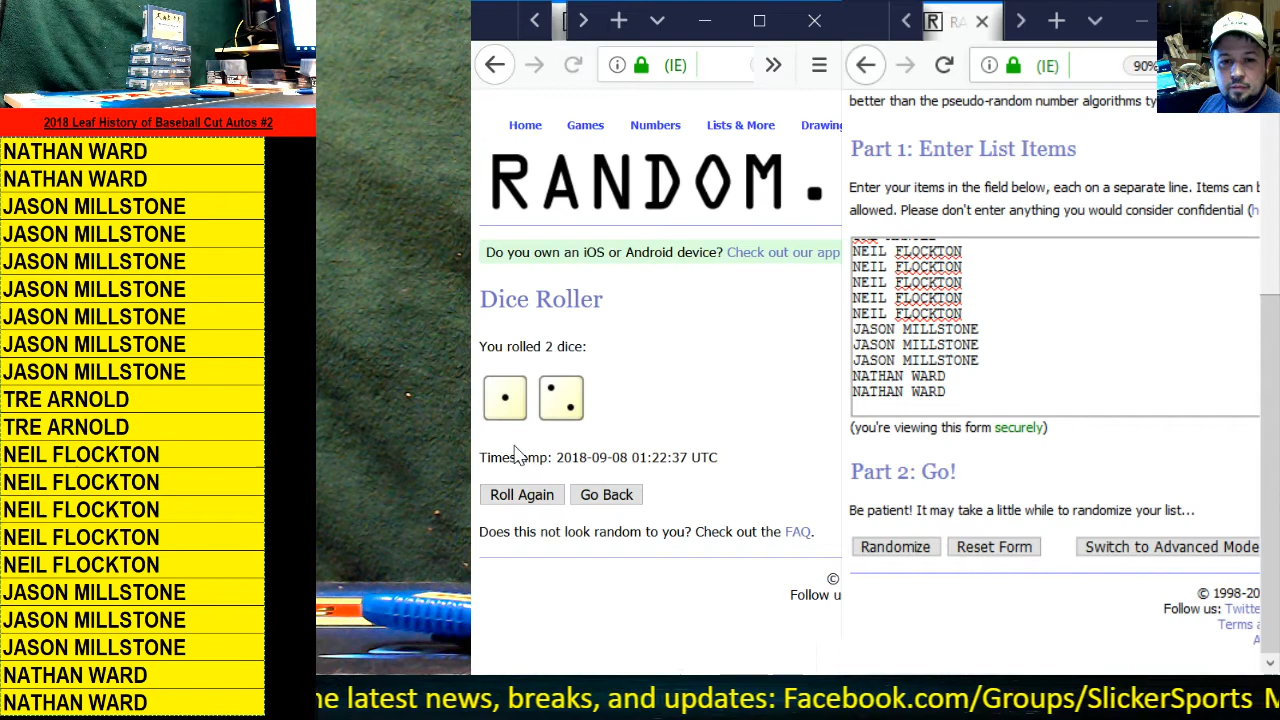 2018 Leaf History of Baseball Cut Autos #2
NATHAN WARD
NATHAN WARD
JASON MILLSTONE
JASON MILLSTONE
JASON MILLSTONE
JASON MILLSTONE
JASON MILLSTONE
JASON MILLSTONE
JASON MILLSTONE
TRE ARNOLD
TRE ARNOLD
NEIL FLOCKTON
NEIL FLOCKTON
NEIL FLOCKTON
NEIL FLOCKTON
NEIL FLOCKTON
JASON MILLSTONE
JASON MILLSTONE
JASON MILLSTONE
NATHAN WARD
NATHAN WARD
(IE)
Home Games Numbers Lists & More Drawin
RANDOM.
Do you own an iOS or Android device? Check out our app
Dice Roller
You rolled 2 dice:
Timestamp: 2018-09-08 01:22:37 UTC
Roll Again Go Back
Does this not look random to you? Check out the FAQ.
©
Follow u
R RA
(IE) 90%
better than the pseudo-random number algorithms ty
Part 1: Enter List Items
Enter your items in the field below, each on a separate line. Items can b
allowed. Please don't enter anything you would consider confidential (h
NEIL FLOCKTON
NEIL FLOCKTON
NEIL FLOCKTON
NEIL FLOCKTON
NEIL FLOCKTON
JASON MILLSTONE
JASON MILLSTONE
JASON MILLSTONE
NATHAN WARD
NATHAN WARD
(you're viewing this form securely)
Part 2: Go!
Be patient! It may take a little while to randomize your list...
Randomize Reset Form Switch to Advanced Mode
© 1998-20
Follow us: Twitte
Terms a
A
he latest news, breaks, and updates: Facebook.com/Groups/SlickerSports N